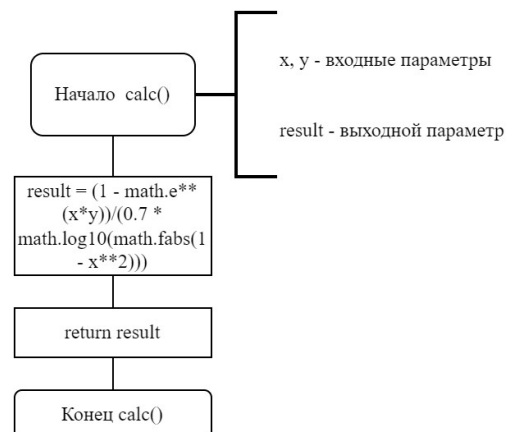 x, y - входные параметры
Начало calc()
result - выходной параметр
result = (1 - math.e**
(x*y))/(0.7 *
math.log10(math.fabs(1
- x**2)))
return result
Конец calc()